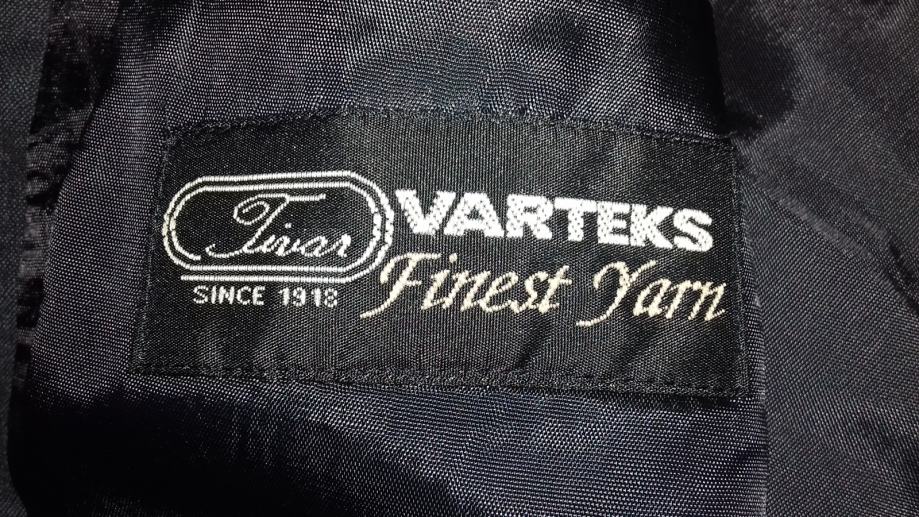 Tivar
SINCE 1918
VARTEKS
Finest Yarn